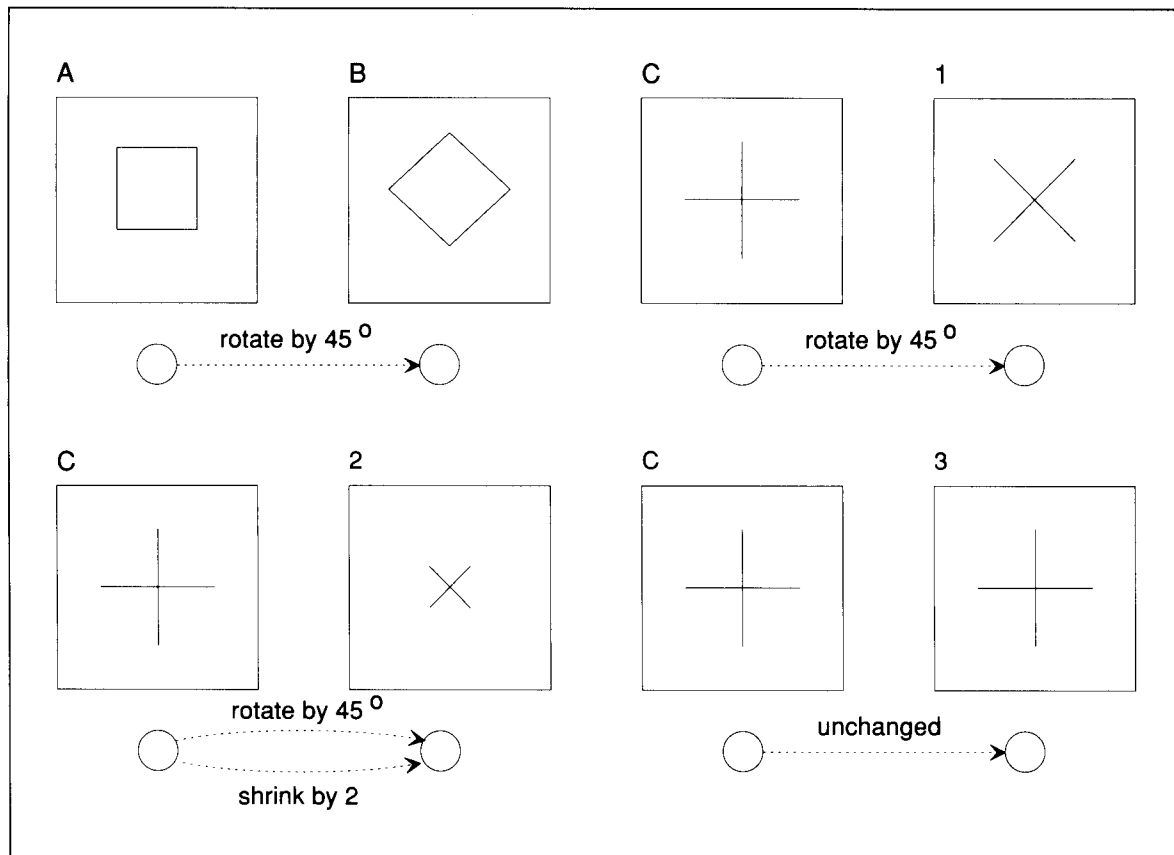 A B C 1
rotate by 45 o rotate by 45 o
C 2 C 3
rotate by 45 o
unchanged
shrink by 2